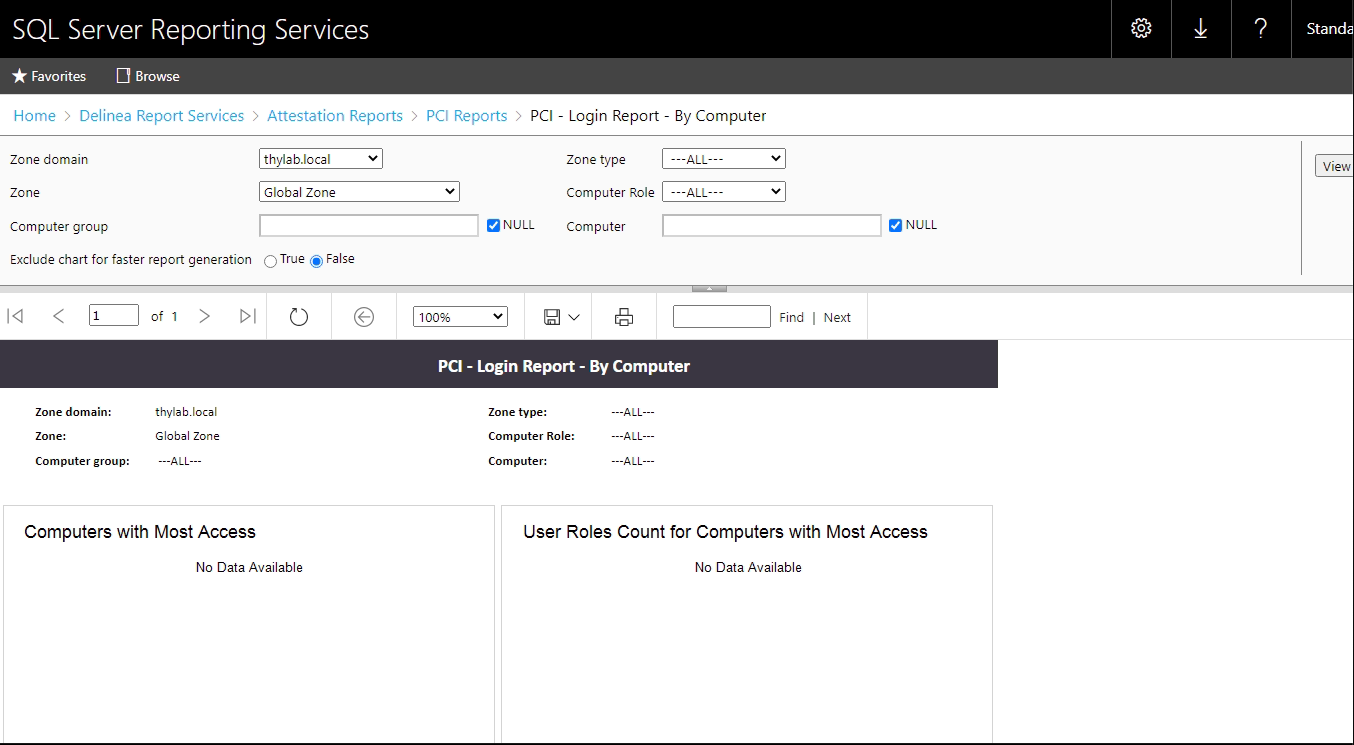 SQL Server Reporting Services
?
Standa
Favorites Browse
Home > Delinea Report Services > Attestation Reports > PCI Reports > PCI - Login Report - By Computer
Zone domain thylab.local Zone type ---ALL---
View
Zone Global Zone Computer Role ---ALL---
Computer group NULL Computer NULL
Exclude chart for faster report generation True False
1 of 1 100% Find | Next
PCI - Login Report - By Computer
Zone domain: thylab.local Zone type: ---ALL---
Zone: Global Zone Computer Role: ---ALL---
Computer group: ---ALL--- Computer: ---ALL---
Computers with Most Access
No Data Available
User Roles Count for Computers with Most Access
No Data Available